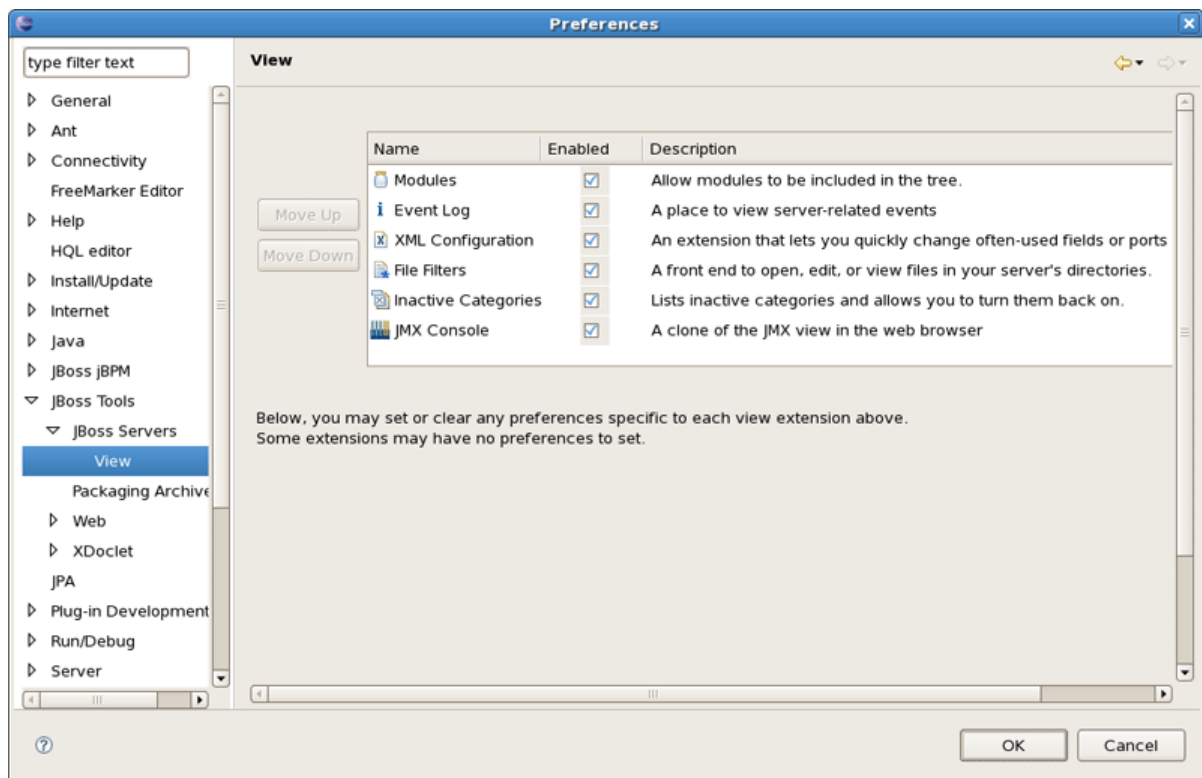 Preferences
type filter text
General
Ant
Connectivity
FreeMarker Editor
Help
HQL editor
Install/Update
Internet
Java
JBoss jBPM
JBoss Tools
JBoss Servers
View
Packaging Archive
Web
XDoclet
JPA
Plug-in Development
Run/Debug
Server
View
Name Enabled Description
Modules Allow modules to be included in the tree.
Event Log A place to view server-related events
XML Configuration An extension that lets you quickly change often-used fields or ports
File Filters A front end to open, edit, or view files in your server's directories.
Inactive Categories Lists inactive categories and allows you to turn them back on.
JMX Console A clone of the JMX view in the web browser
Move Up
Move Down
Below, you may set or clear any preferences specific to each view extension above.
Some extensions may have no preferences to set.
OK Cancel